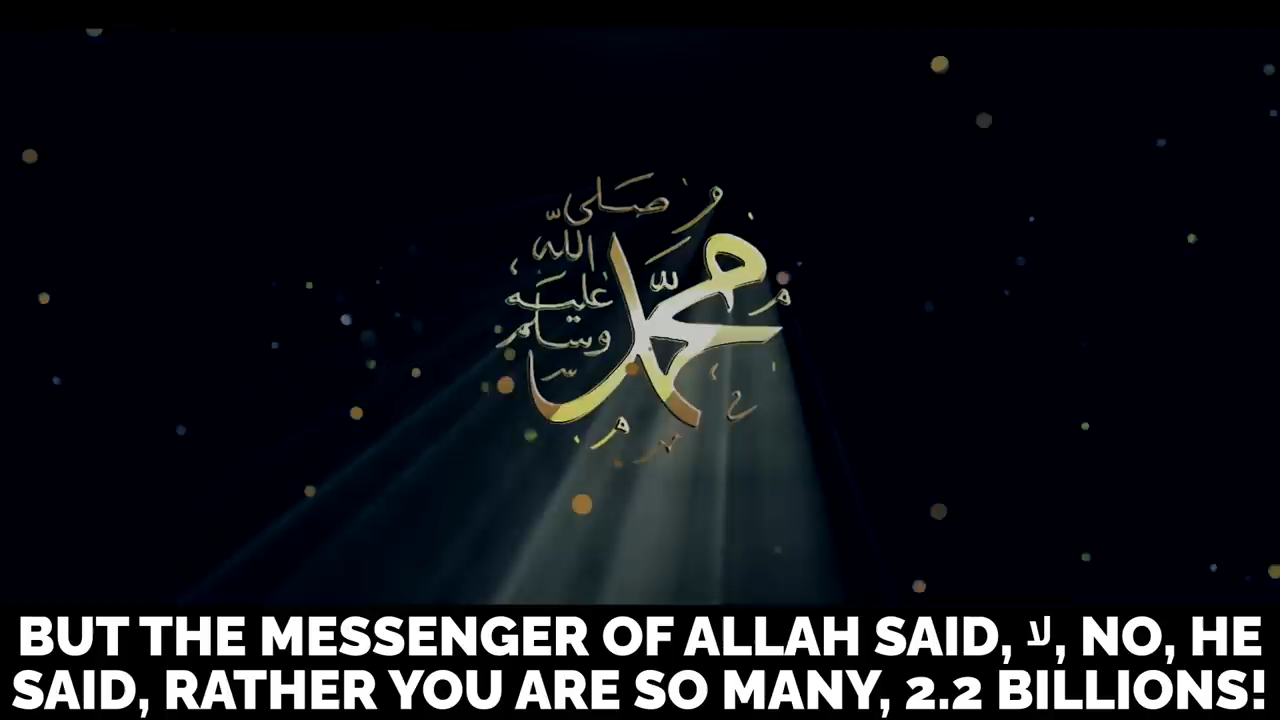 محمد
صلى
الله
عليه
وسلم
BUT THE MESSENGER OF ALLAH SAID, لا, NO, HE
SAID, RATHER YOU ARE SO MANY, 2.2 BILLIONS!